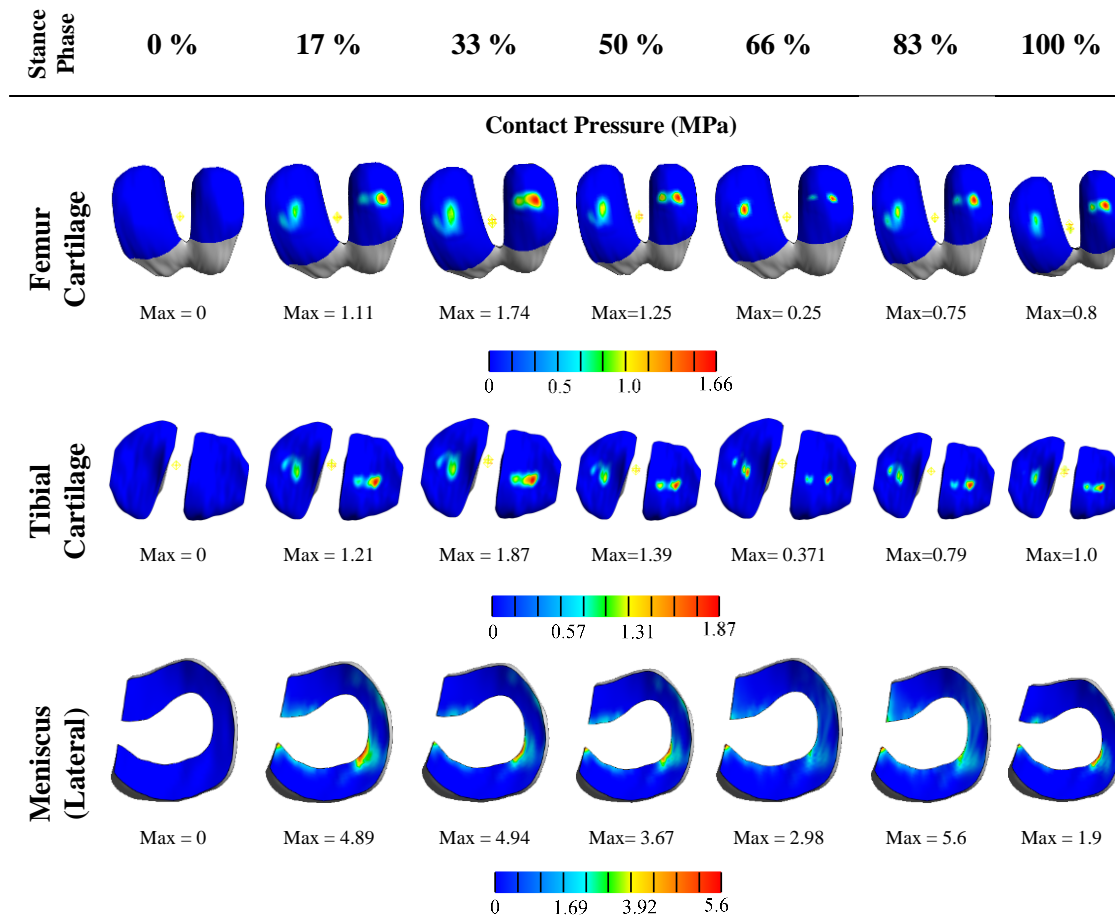 Stance
Phase
0 %
17 %
33 %
50 %
66 %
83 %
100 %
Contact Pressure (MPa)
Femur
Cartilage
Max = 0
Max = 1.11
Max = 1.74
Max=1.25
Max= 0.25
Max=0.75
Max=0.8
0
0.5
1.0
1.66
Tibial
Cartilage
Max = 0
Max = 1.21
Max = 1.87
Max=1.39
Max = 0.371
Max=0.79
Max=1.0
0
0.57
1.31
1.87
Meniscus
(Lateral)
Max = 0
Max = 4.89
Max = 4.94
Max=3.67
Max = 2.98
Max = 5.6
Max = 1.9
0
1.69
3.92
5.6